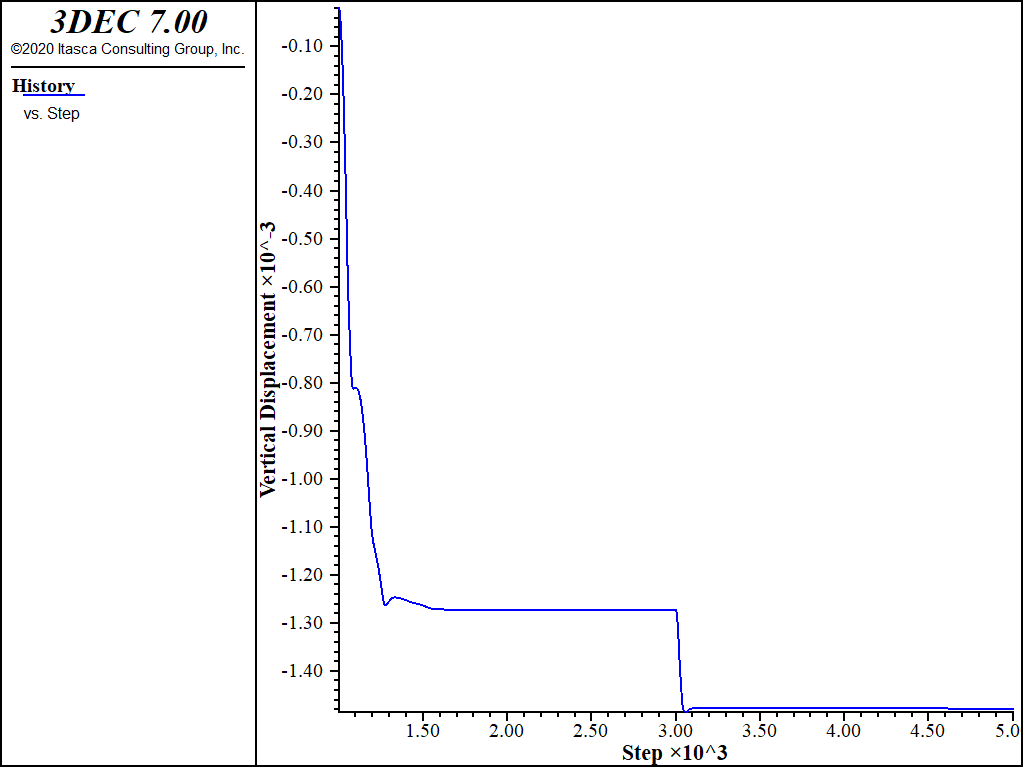 3DEC 7.00
©2020 Itasca Consulting Group, Inc.
History
vs. Step
Vertical Displacement ×10^-3
-0.10
-0.20
-0.30
-0.40
-0.50
-0.60
-0.70
-0.80
-0.90
-1.00
-1.10
-1.20
-1.30
-1.40
1.50 2.00 2.50 3.00 3.50 4.00 4.50 5.0
Step ×10^3